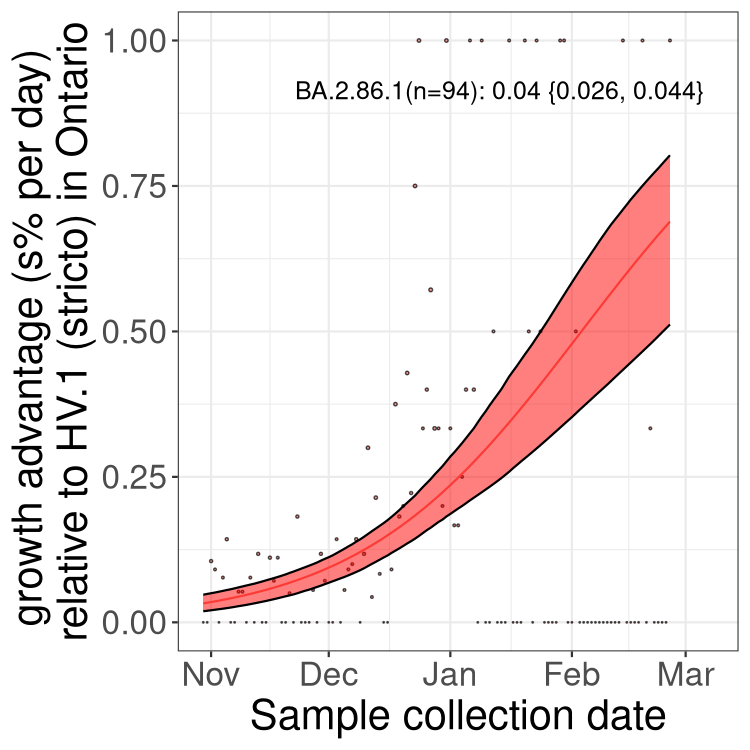 growth advantage (s% per day)
relative to HV.1 (stricto) in Ontario
1.00
0.75
0.50
0.25
0.00
BA.2.86.1(n=94): 0.04 {0.026, 0.044}
Nov Dec Jan Feb Mar
Sample collection date